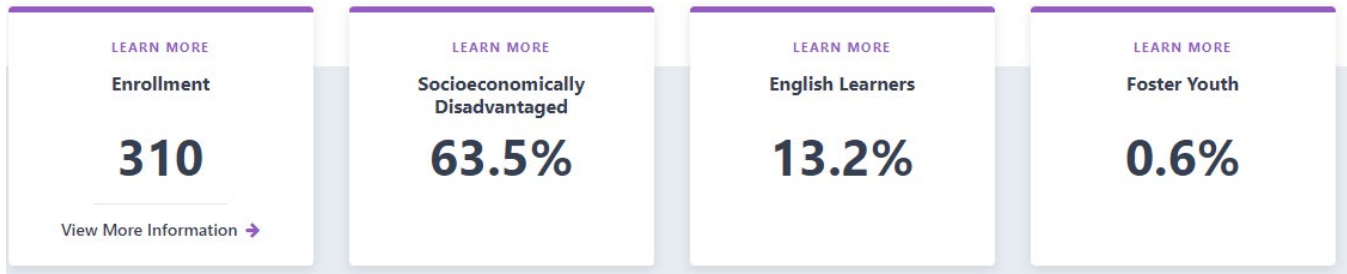 LEARN MORE
Enrollment
310
View More Information
LEARN MORE
Socioeconomically
Disadvantaged
63.5%
LEARN MORE
English Learners
13.2%
LEARN MORE
Foster Youth
0.6%